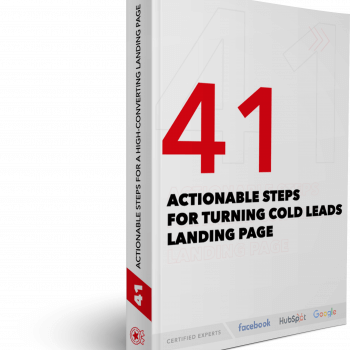 ACTIONABLE STEPS FOR A HIGH-CONVERTING LANDING PAGE
41
41
ACTIONABLE STEPS
FOR TURNING COLD LEADS
LANDING PAGE
CERTIFIED EXPERTS facebook HubSpot Google